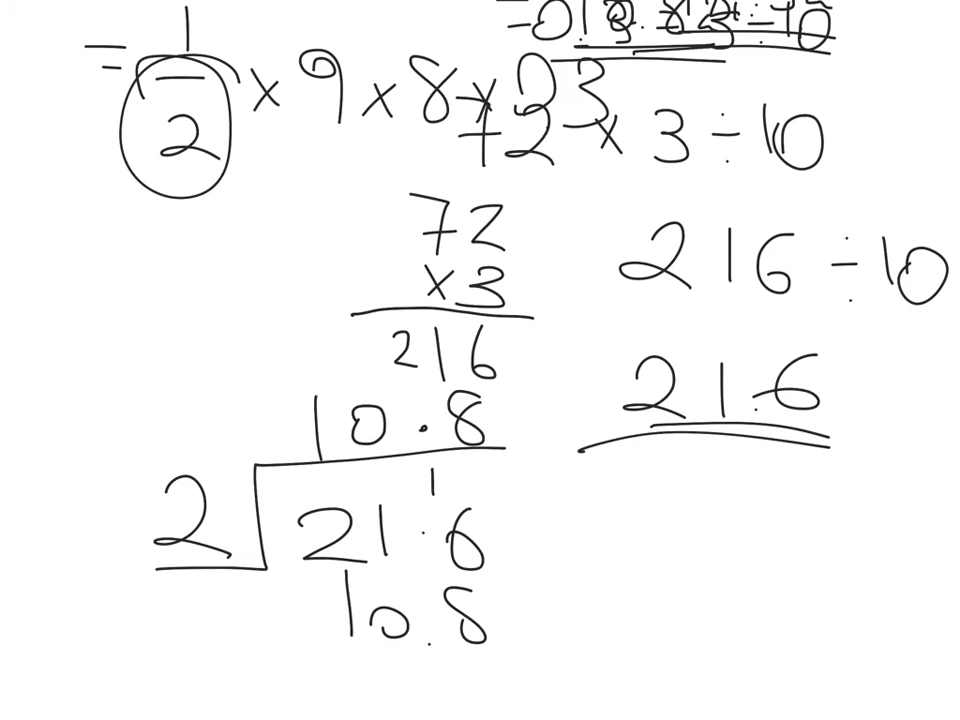 = 1/2 × 9 × 8 ×
72 × 3 ÷ 10
72
× 3
216
216 ÷ 10
21.6
10.8
2 21.6
1
10.8